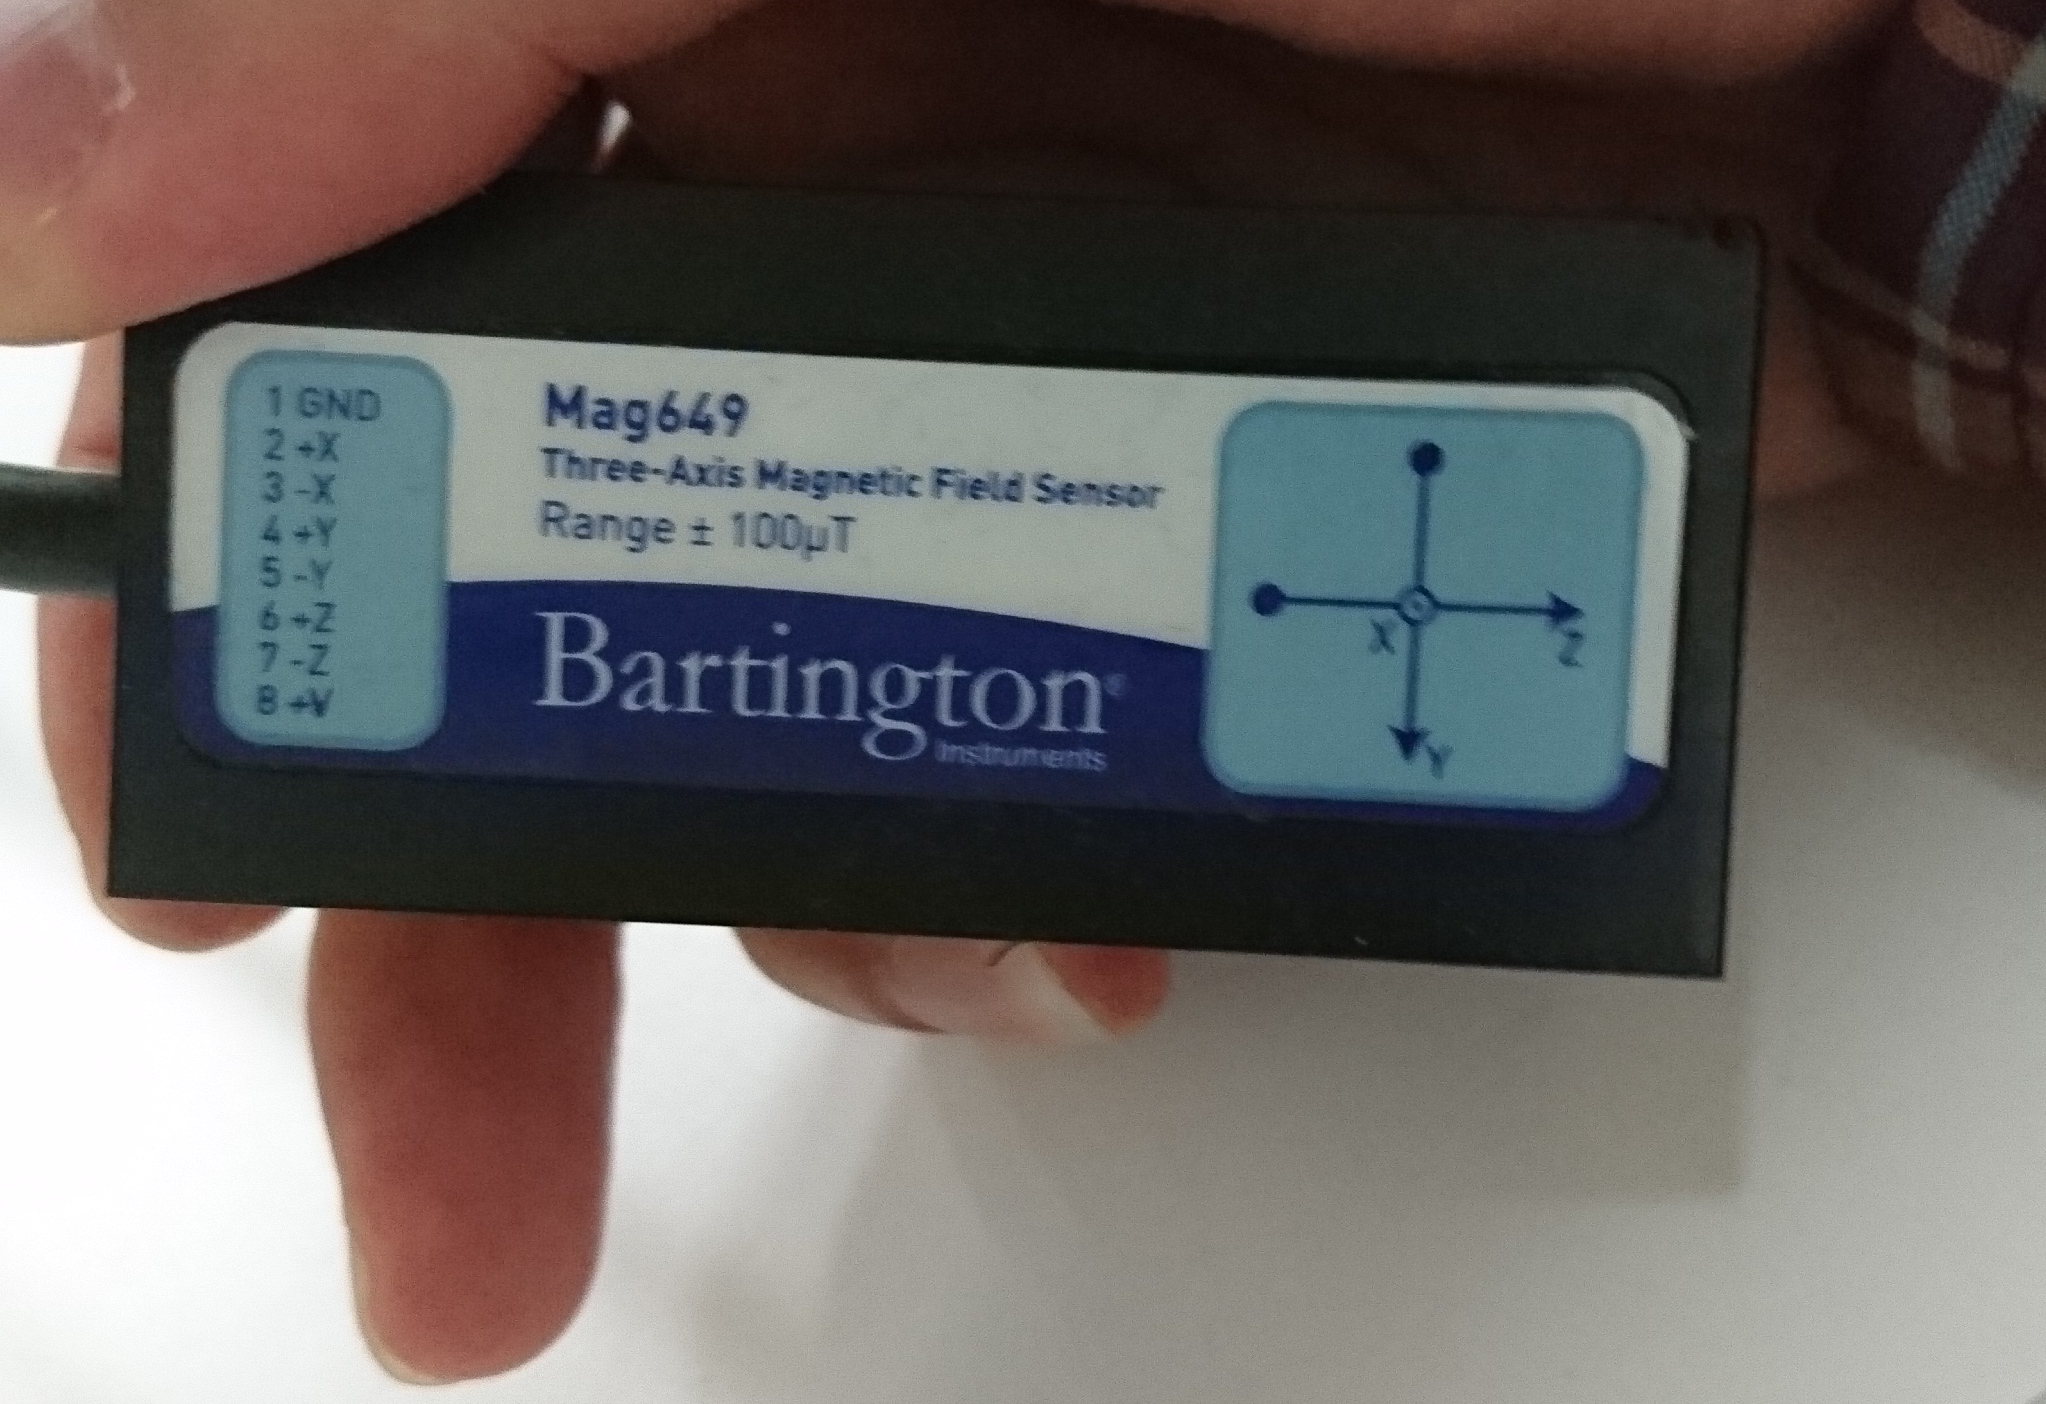 1 GND
2 +X
3 -X
4 +Y
5 -Y
6 +Z
7 -Z
8 +V
Mag649
Three-Axis Magnetic Field Sensor
Range ± 100µT
Bartington®
Instruments
X
Z
Y